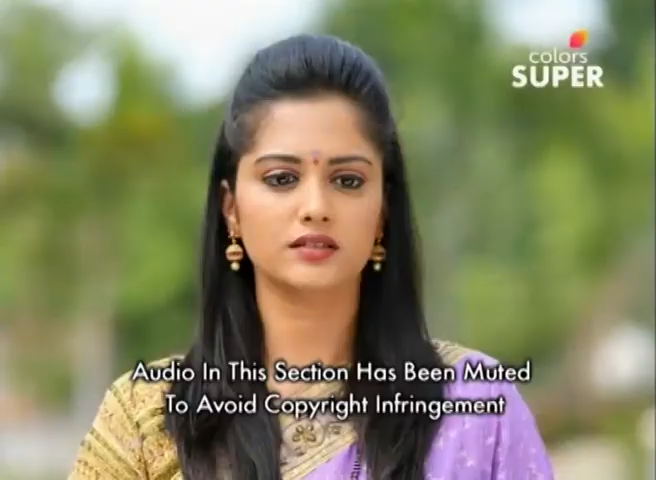 colors
SUPER
Audio In This Section Has Been Muted
To Avoid Copyright Infringement